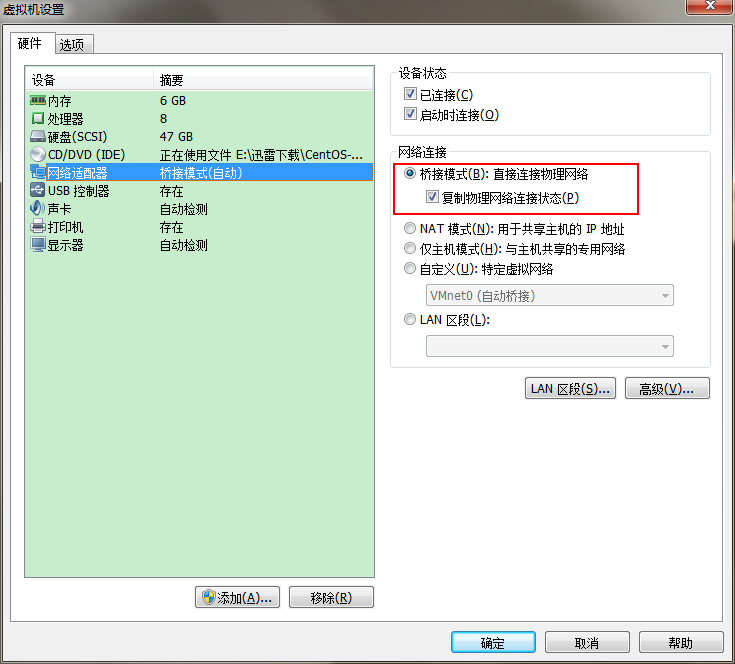 虚拟机设置
硬件 选项
设备 摘要
内存 6 GB
处理器 8
硬盘(SCSI) 47 GB
CD/DVD (IDE) 正在使用文件 E:\迅雷下载\CentOS-...
网络适配器 桥接模式(自动)
USB 控制器 存在
声卡 自动检测
打印机 存在
显示器 自动检测
添加(A)... 移除(R)
设备状态
已连接(C)
启动时连接(O)
网络连接
桥接模式(B): 直接连接物理网络
复制物理网络连接状态(P)
NAT 模式(N): 用于共享主机的 IP 地址
仅主机模式(H): 与主机共享的专用网络
自定义(U): 特定虚拟网络
VMnet0 (自动桥接)
LAN 区段(L):
LAN 区段(S)... 高级(V)...
确定 取消 帮助